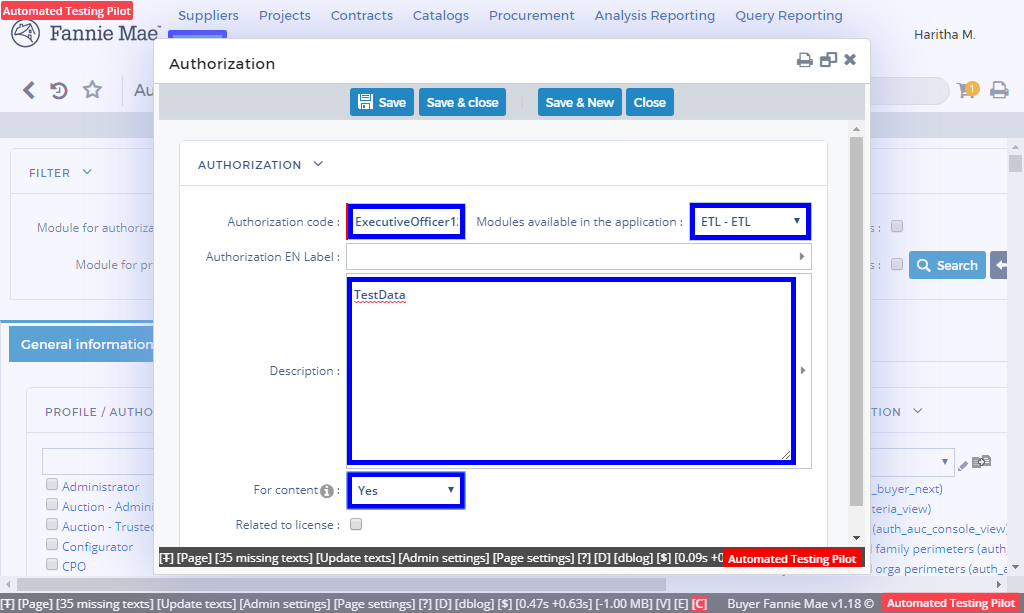 Automated Testing Pilot
Suppliers Projects Contracts Catalogs Procurement Analysis Reporting Query Reporting
Fannie Mae
Haritha M.
Authorization
Au
1
Save Save & close Save & New Close
AUTHORIZATION
FILTER
Authorization code : ExecutiveOfficer1 Modules available in the application : ETL - ETL
Module for authoriza s :
Authorization EN Label :
Module for pr s : Search
TestData
General information
Description :
PROFILE / AUTHO TION
Administrator _buyer_next)
For content : Yes
Auction - Admini teria_view)
Auction - Trusted (auth_auc_console_view
Related to license :
Configurator l family perimeters (auth
[Ŧ] [Page] [35 missing texts] [Update texts] [Admin settings] [Page settings] [?] [D] [dblog] [$] [0.09s +0 Automated Testing Pilot
CPO l orga perimeters (auth_a
[Ŧ] [Page] [35 missing texts] [Update texts] [Admin settings] [Page settings] [?] [D] [dblog] [$] [0.47s +0.63s] [-1.00 MB] [V] [E] [C] Buyer Fannie Mae v1.18 © Automated Testing Pilot